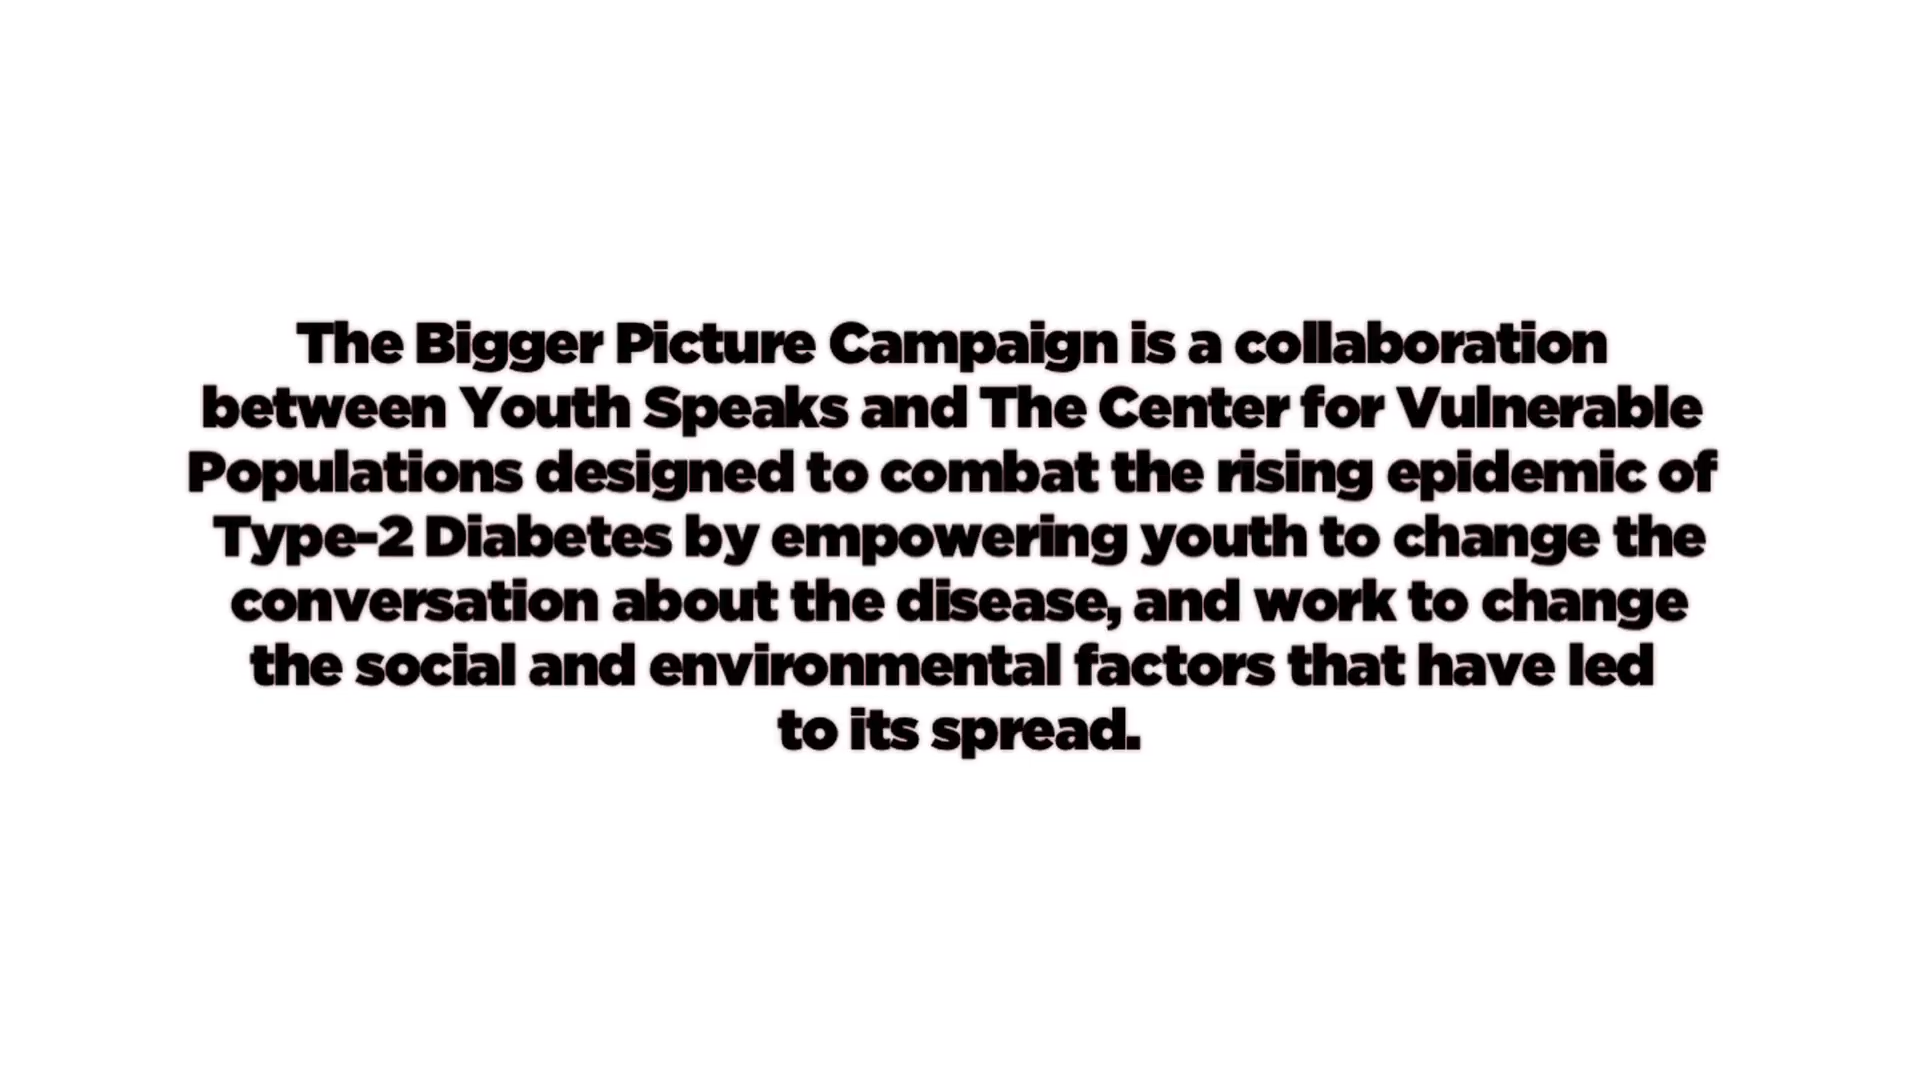 The Bigger Picture Campaign is a collaboration
between Youth Speaks and The Center for Vulnerable
Populations designed to combat the rising epidemic of
Type-2 Diabetes by empowering youth to change the
conversation about the disease, and work to change
the social and environmental factors that have led
to its spread.